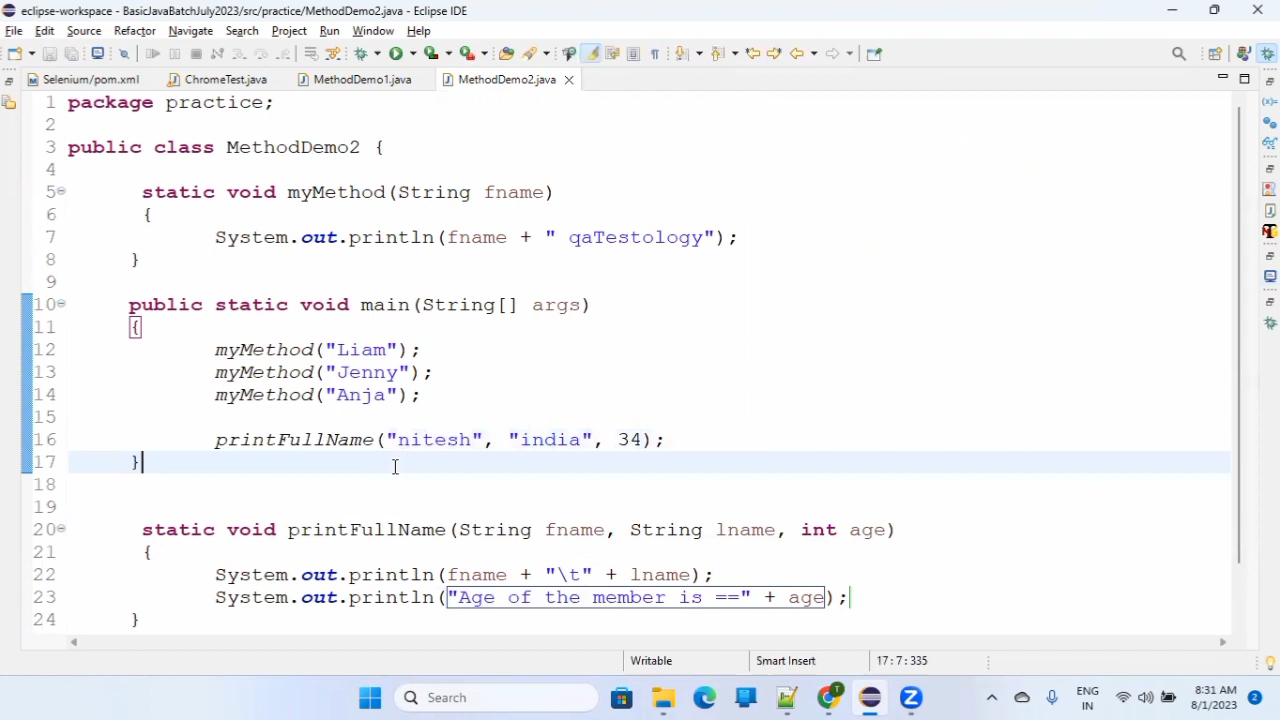 eclipse-workspace - BasicJavaBatchJuly2023/src/practice/MethodDemo2.java - Eclipse IDE
File Edit Source Refactor Navigate Search Project Run Window Help
Selenium/pom.xml ChromeTest.java MethodDemo1.java MethodDemo2.java
1 package practice;
2
3 public class MethodDemo2 {
4
5 static void myMethod(String fname)
6 {
7 System.out.println(fname + " qaTestology");
8 }
9
10 public static void main(String[] args)
11 {
12 myMethod("Liam");
13 myMethod("Jenny");
14 myMethod("Anja");
15
16 printFullName("nitesh", "india", 34);
17 }
18
19
20 static void printFullName(String fname, String lname, int age)
21 {
22 System.out.println(fname + "\t" + lname);
23 System.out.println("Age of the member is ==" + age);
24 }
Writable Smart Insert 17:7:335
Search
ENG
IN
8:31 AM
8/1/2023
2